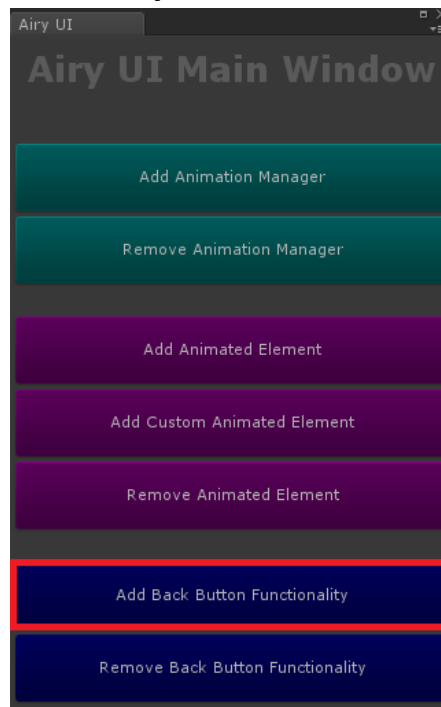 Airy UI
Airy UI Main Window
Add Animation Manager
Remove Animation Manager
Add Animated Element
Add Custom Animated Element
Remove Animated Element
Add Back Button Functionality
Remove Back Button Functionality